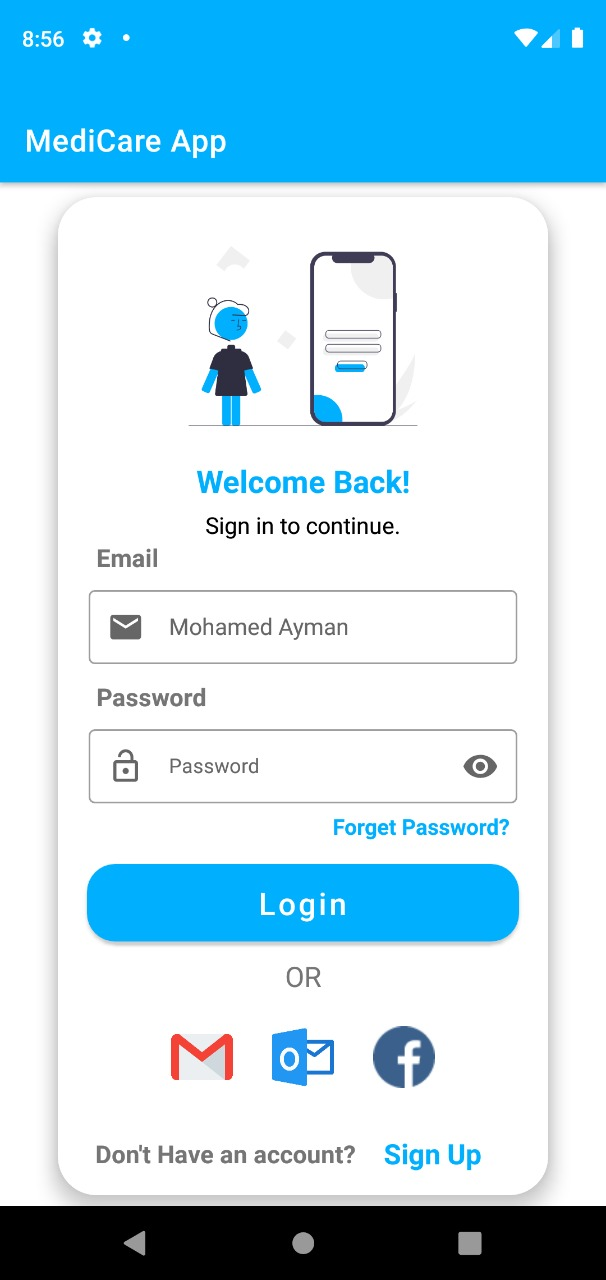 8:56
MediCare App
Welcome Back!
Sign in to continue.
Email
Mohamed Ayman
Password
Password
Forget Password?
Login
OR
Don't Have an account? Sign Up